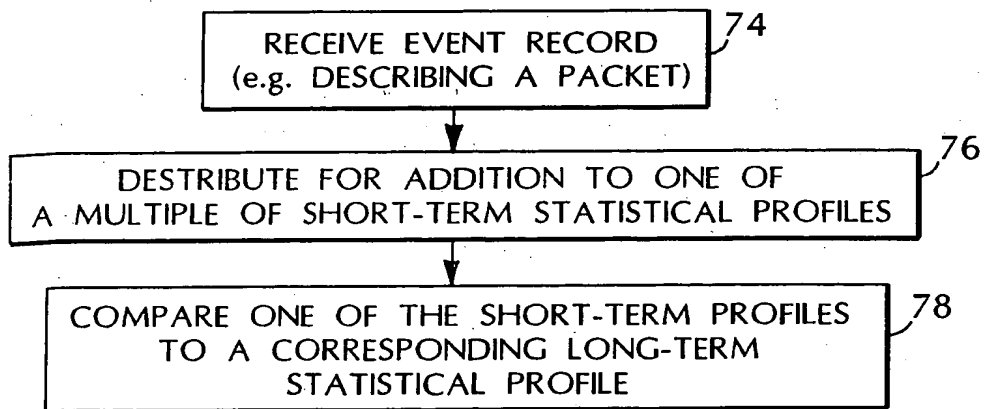 RECEIVE EVENT RECORD
(e.g. DESCRIBING A PACKET)
74
DESTRIBUTE FOR ADDITION TO ONE OF
A MULTIPLE OF SHORT-TERM STATISTICAL PROFILES
76
COMPARE ONE OF THE SHORT-TERM PROFILES
TO A CORRESPONDING LONG-TERM
STATISTICAL PROFILE
78